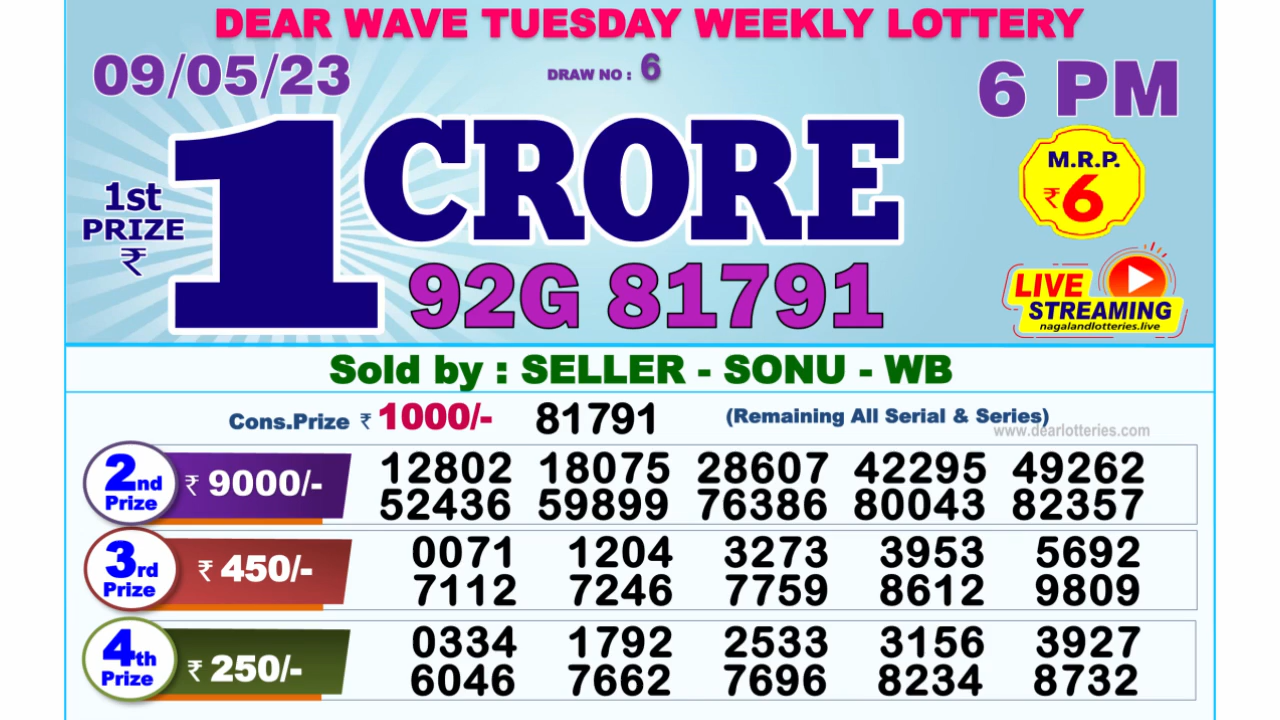 DEAR WAVE TUESDAY WEEKLY LOTTERY
09/05/23
DRAW NO : 6
6 PM
1st
PRIZE
₹
1 CRORE
92G 81791
M.R.P.
₹6
LIVE
STREAMING
nagalandlotteries.live
Sold by : SELLER - SONU - WB
Cons.Prize ₹ 1000/- 81791 (Remaining All Serial & Series)
www.dearlotteries.com
2nd Prize ₹ 9000/-
12802 18075 28607 42295 49262
52436 59899 76386 80043 82357
3rd Prize ₹ 450/-
0071 1204 3273 3953 5692
7112 7246 7759 8612 9809
4th Prize ₹ 250/-
0334 1792 2533 3156 3927
6046 7662 7696 8234 8732